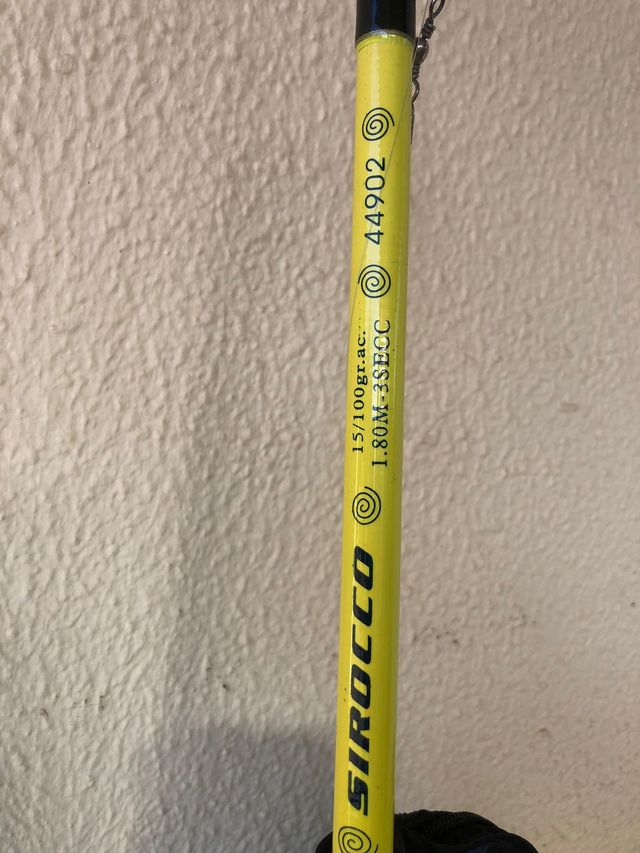 SIROCCO
15/100gr.ac.
1.80M-3SECC
44902